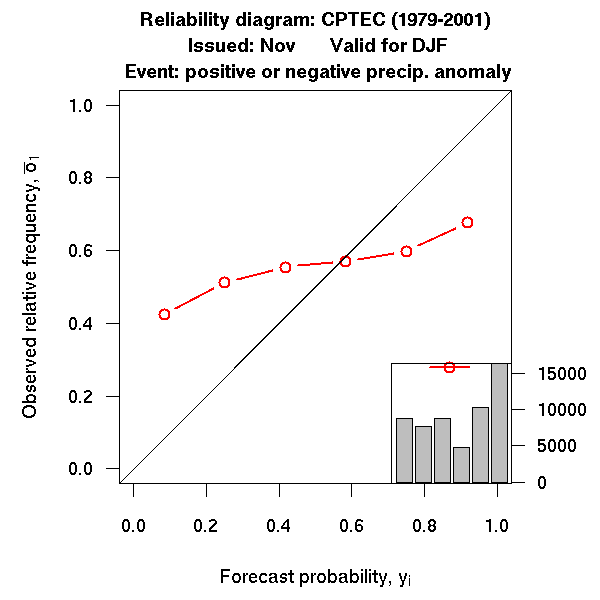 Reliability diagram: CPTEC (1979-2001)
Issued: Nov Valid for DJF
Event: positive or negative precip. anomaly
Observed relative frequency, o̅₁
1.0
0.8
0.6
0.4
0.2
0.0
15000
10000
5000
0
0.0 0.2 0.4 0.6 0.8 1.0
Forecast probability, yᵢ